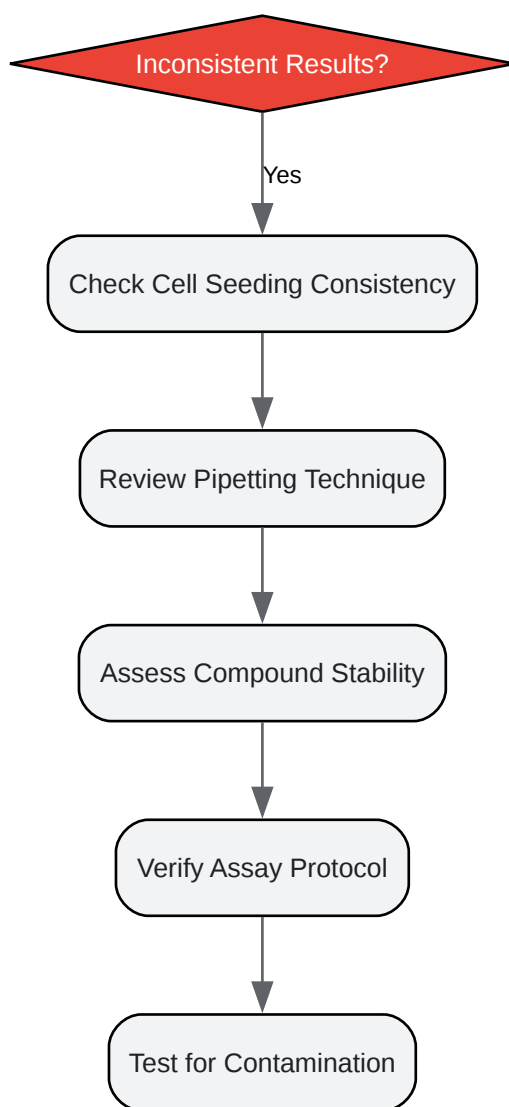 Inconsistent Results?
Yes
Check Cell Seeding Consistency
Review Pipetting Technique
Assess Compound Stability
Verify Assay Protocol
Test for Contamination